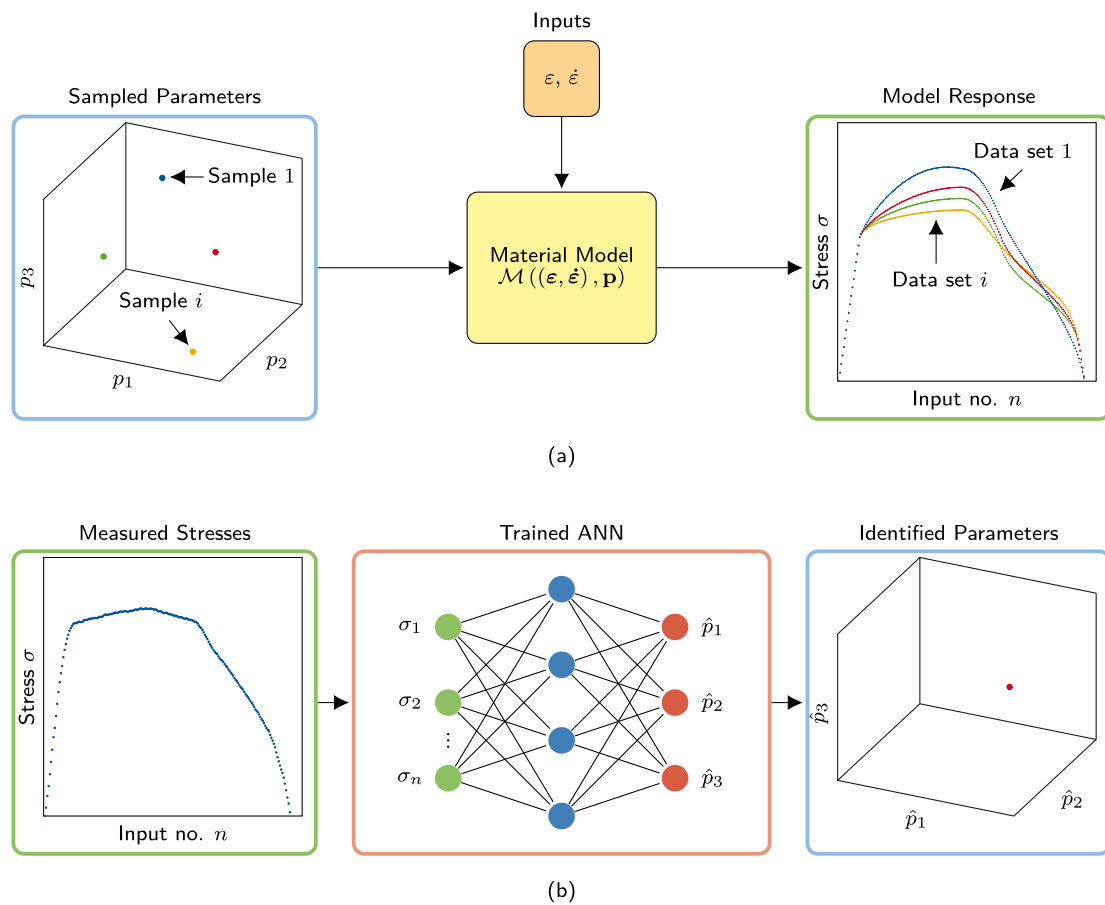 Inputs
ε, ε̇
Sampled Parameters
Sample 1
p₃
Sample i
p₂
p₁
Material Model
ℳ ((𝜺, 𝜺̇) , 𝐩)
Model Response
Data set 1
Stress σ
Data set i
Input no. n
(a)
Measured Stresses
Stress σ
Input no. n
Trained ANN
σ₁
σ₂
⋮
σₙ
p̂₁
p̂₂
p̂₃
Identified Parameters
p̂₃
p̂₂
p̂₁
(b)